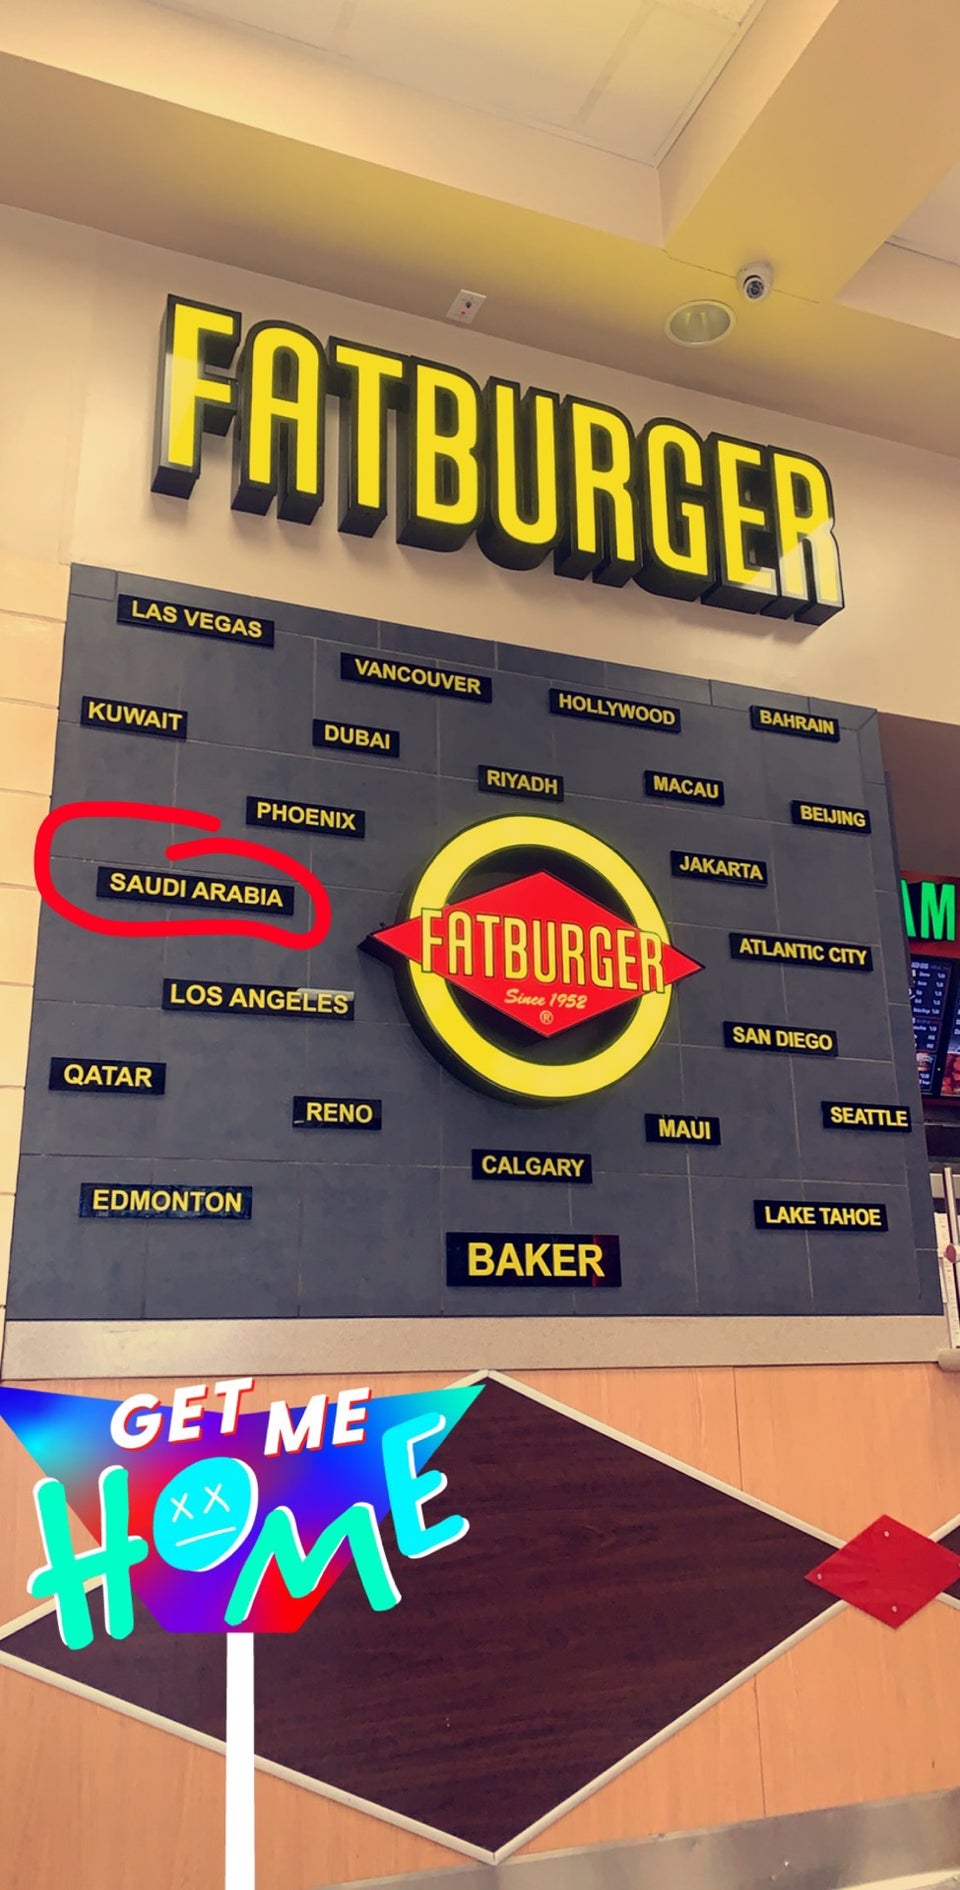 FATBURGER
LAS VEGAS
VANCOUVER
HOLLYWOOD
BAHRAIN
KUWAIT
DUBAI
RIYADH
MACAU
BEIJING
PHOENIX
JAKARTA
SAUDI ARABIA
ATLANTIC CITY
FATBURGER
Since 1952
®
LOS ANGELES
SAN DIEGO
QATAR
RENO
MAUI
SEATTLE
CALGARY
EDMONTON
LAKE TAHOE
BAKER
AM
GET ME
HOME